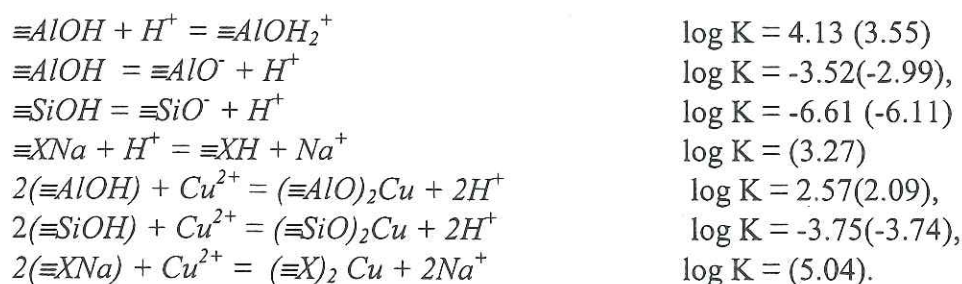 ≡AlOH + H⁺ = ≡AlOH₂⁺ log K = 4.13 (3.55)
≡AlOH = ≡AlO⁻ + H⁺ log K = -3.52(-2.99),
≡SiOH = ≡SiO⁻ + H⁺ log K = -6.61 (-6.11)
≡XNa + H⁺ = ≡XH + Na⁺ log K = (3.27)
2(≡AlOH) + Cu²⁺ = (≡AlO)₂Cu + 2H⁺ log K = 2.57(2.09),
2(≡SiOH) + Cu²⁺ = (≡SiO)₂Cu + 2H⁺ log K = -3.75(-3.74),
2(≡XNa) + Cu²⁺ = (≡X)₂ Cu + 2Na⁺ log K = (5.04).